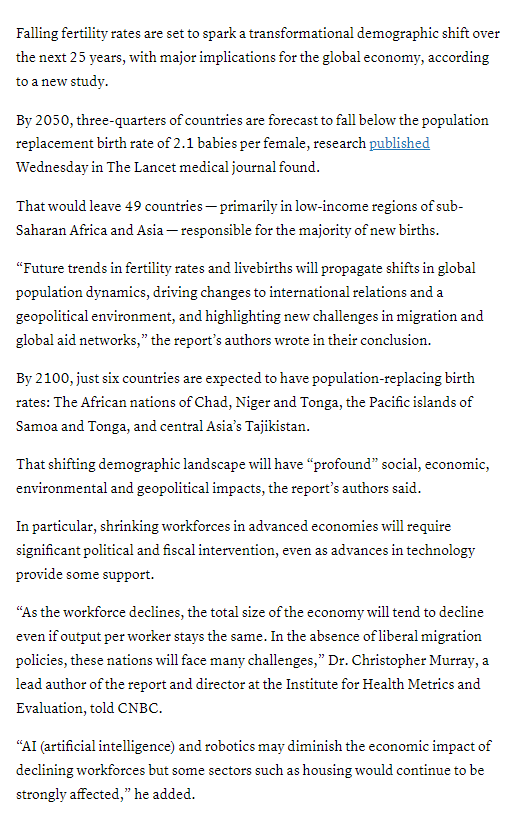 Falling fertility rates are set to spark a transformational demographic shift over
the next 25 years, with major implications for the global economy, according
to a new study.
By 2050, three-quarters of countries are forecast to fall below the population
replacement birth rate of 2.1 babies per female, research published
Wednesday in The Lancet medical journal found.
That would leave 49 countries — primarily in low-income regions of sub-
Saharan Africa and Asia — responsible for the majority of new births.
“Future trends in fertility rates and livebirths will propagate shifts in global
population dynamics, driving changes to international relations and a
geopolitical environment, and highlighting new challenges in migration and
global aid networks,” the report’s authors wrote in their conclusion.
By 2100, just six countries are expected to have population-replacing birth
rates: The African nations of Chad, Niger and Tonga, the Pacific islands of
Samoa and Tonga, and central Asia’s Tajikistan.
That shifting demographic landscape will have “profound” social, economic,
environmental and geopolitical impacts, the report’s authors said.
In particular, shrinking workforces in advanced economies will require
significant political and fiscal intervention, even as advances in technology
provide some support.
“As the workforce declines, the total size of the economy will tend to decline
even if output per worker stays the same. In the absence of liberal migration
policies, these nations will face many challenges,” Dr. Christopher Murray, a
lead author of the report and director at the Institute for Health Metrics and
Evaluation, told CNBC.
“AI (artificial intelligence) and robotics may diminish the economic impact of
declining workforces but some sectors such as housing would continue to be
strongly affected,” he added.